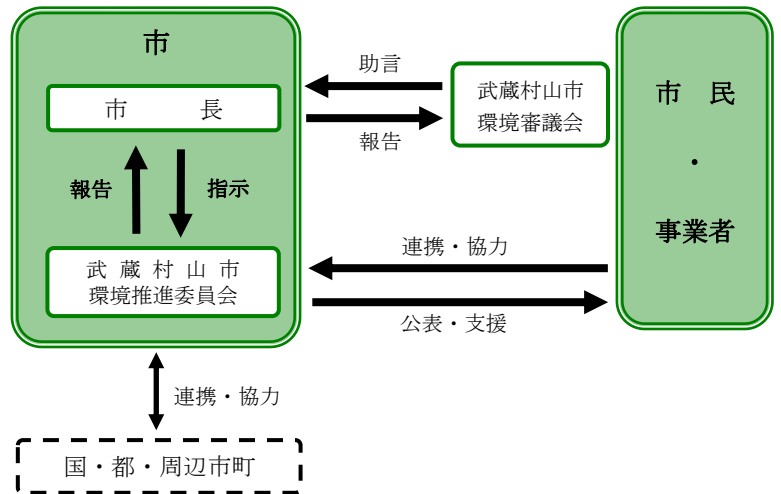 市
市　　　長
報告
指示
武 蔵 村 山 市
環境推進委員会
助言
報告
武蔵村山市
環境審議会
市　民
・
事業者
連携・協力
公表・支援
連携・協力
国・都・周辺市町